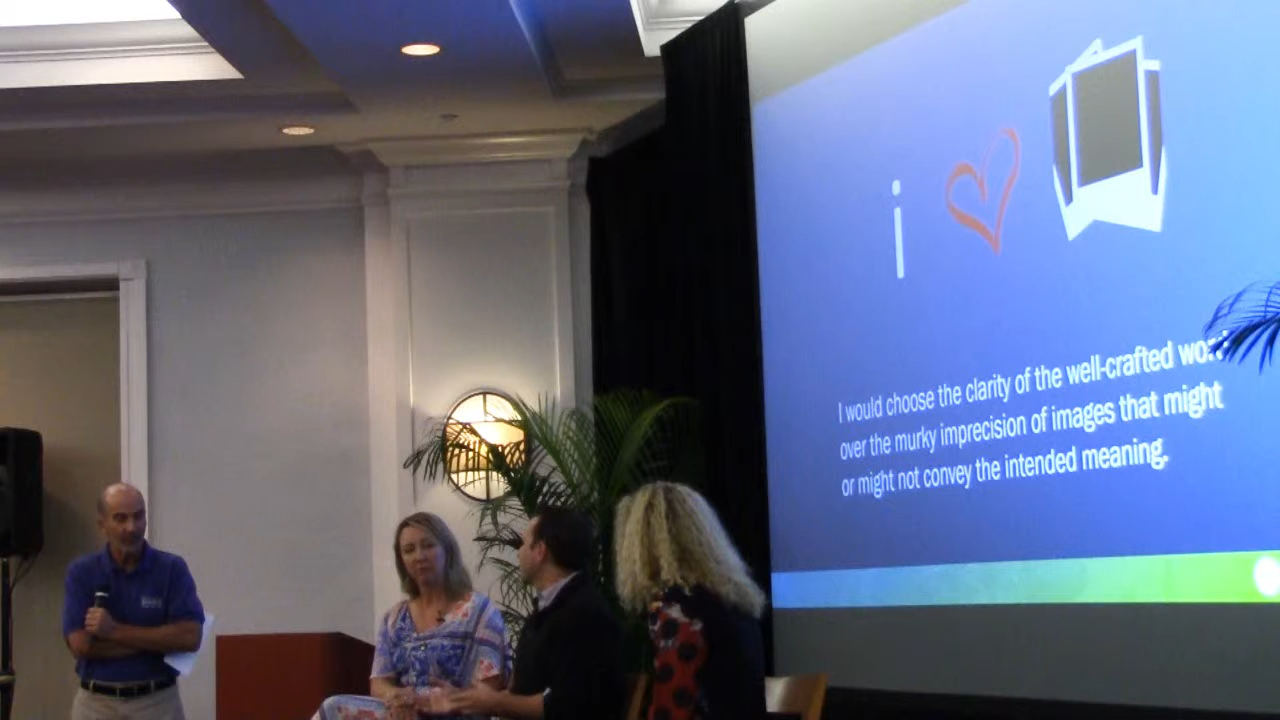 i
I would choose the clarity of the well-crafted
over the murky imprecision of images that might
or might not convey the intended meaning.